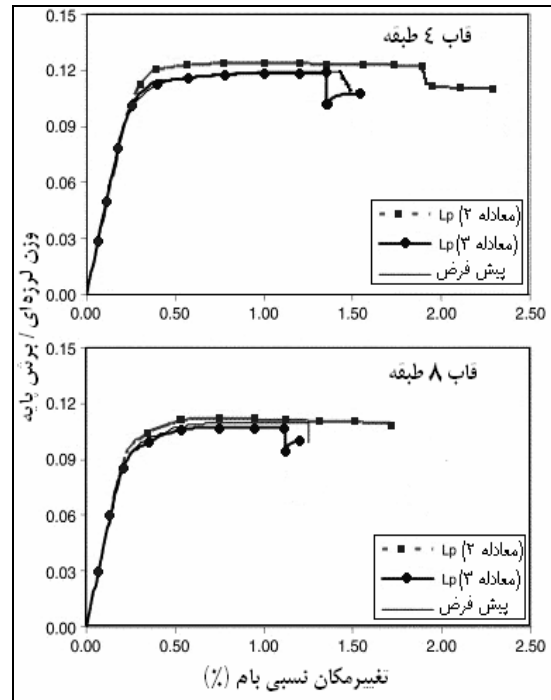 قاب ٤ طبقه
0.15
0.12
0.09
0.06
0.03
0.00
Lp (معادله ٢)
Lp (معادله ٣)
پیش فرض
0.00 0.50 1.00 1.50 2.00 2.50
وزن لرزه ای / برش پایه
قاب ٨ طبقه
0.15
0.12
0.09
0.06
0.03
0.00
Lp (معادله ٢)
Lp (معادله ٣)
پیش فرض
0.00 0.50 1.00 1.50 2.00 2.50
تغییرمکان نسبی بام (٪)